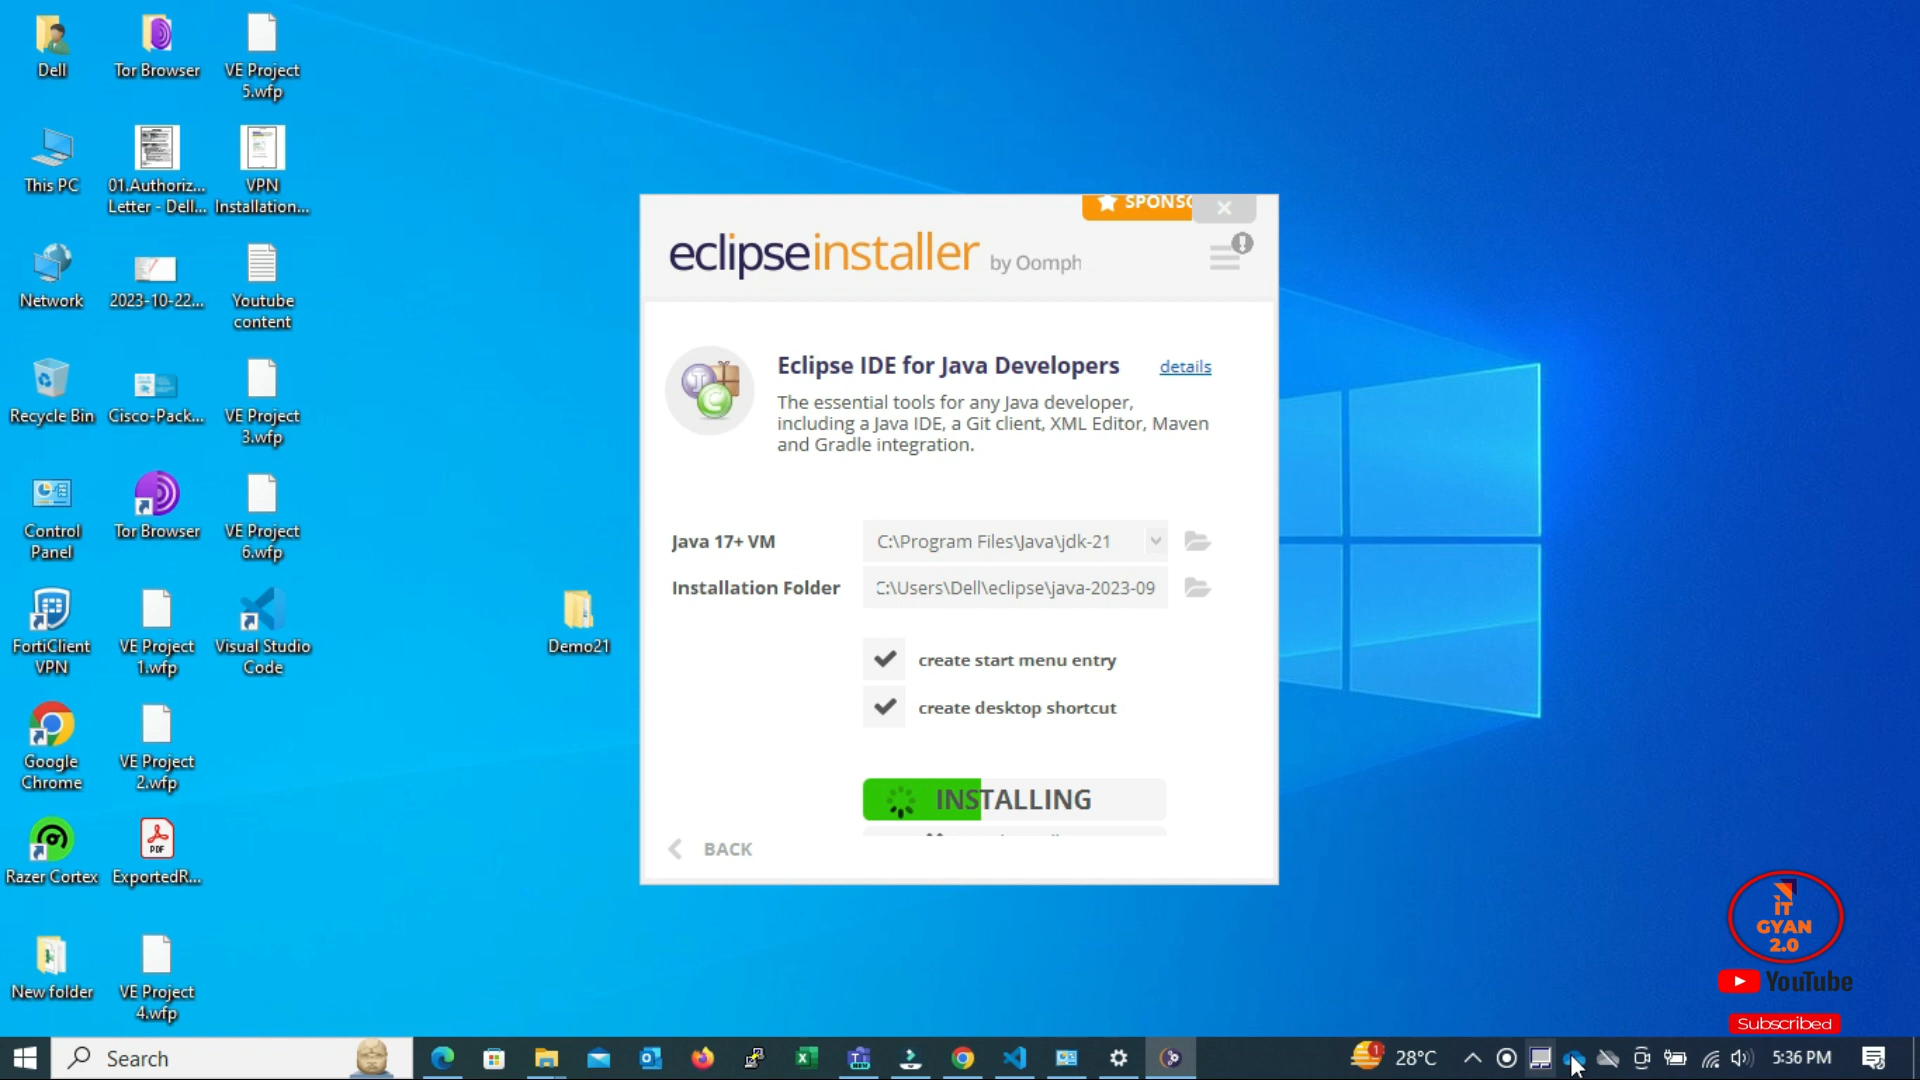 Dell
Tor Browser
VE Project
5.wfp
This PC
01.Authoriz...
Letter - Dell...
VPN
Installation...
Network
2023-10-22...
Youtube
content
Recycle Bin
Cisco-Pack...
VE Project
3.wfp
Control
Panel
Tor Browser
VE Project
6.wfp
FortiClient
VPN
VE Project
1.wfp
Visual Studio
Code
Google
Chrome
VE Project
2.wfp
Razer Cortex
PDF
ExportedR...
New folder
VE Project
4.wfp
Demo21
SPONSO
eclipseinstaller by Oomph
Eclipse IDE for Java Developers
details
The essential tools for any Java developer,
including a Java IDE, a Git client, XML Editor, Maven
and Gradle integration.
Java 17+ VM
C:\Program Files\Java\jdk-21
Installation Folder
C:\Users\Dell\eclipse\java-2023-09
create start menu entry
create desktop shortcut
INSTALLING
BACK
IT
GYAN
2.0
YouTube
Subscribed
Search
NEW
1
28°C
5:36 PM